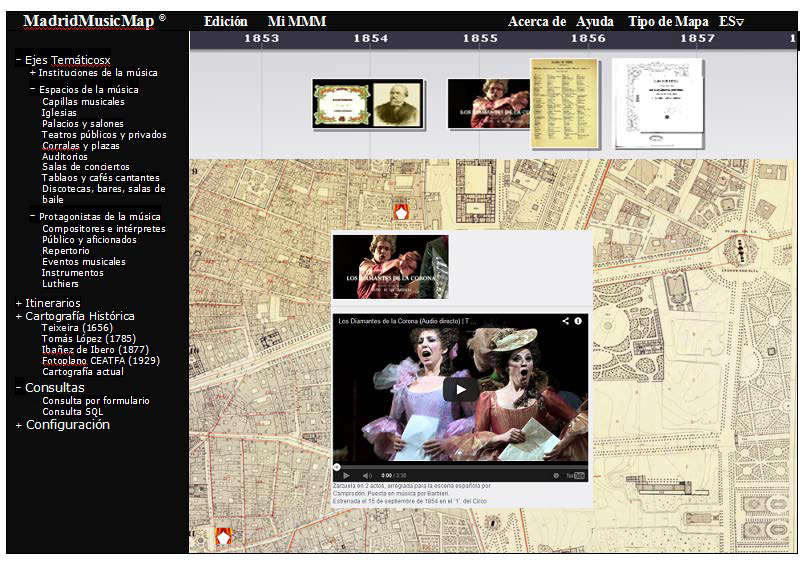 MadridMusicMap ®
Edición Mi MMM Acerca de Ayuda Tipo de Mapa ES▽
1853 1854 1855 1856 1857 1
− Ejes Temáticosx
+ Instituciones de la música
− Espacios de la música
Capillas musicales
Iglesias
Palacios y salones
Teatros públicos y privados
Corralas y plazas
Auditorios
Salas de conciertos
Tablaos y cafés cantantes
Discotecas, bares, salas de
baile
− Protagonistas de la música
Compositores e intérpretes
Público y aficionados
Repertorio
Eventos musicales
Instrumentos
Luthiers
+ Itinerarios
+ Cartografía Histórica
Teixeira (1656)
Tomás López (1785)
Ibañez de Ibero (1877)
Fotoplano CEATFA (1929)
Cartografía actual
− Consultas
Consulta por formulario
Consulta SQL
+ Configuración
LOS DIAMANTES DE LA CO
LOS DIAMANTES DE LA CORONA
Los Diamantes de la Corona (Audio directo) | T ...
0:00 / 3:38
You Tube
Zarzuela en 2 actos, arreglada para la escena española por
Camprodón. Puesta en música por Barbieri.
Estrenada el 15 de septiembre de 1854 en el 'T'. del Circo